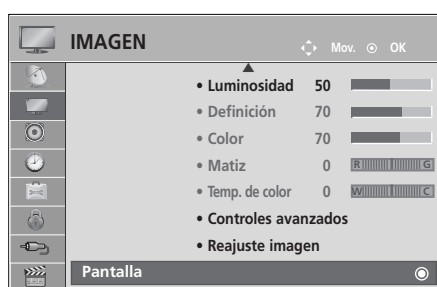 IMAGEN Mov. OK
• Luminosidad 50
• Definición 70
• Color 70
• Matiz 0 R G
• Temp. de color 0 W C
• Controles avanzados
• Reajuste imagen
Pantalla